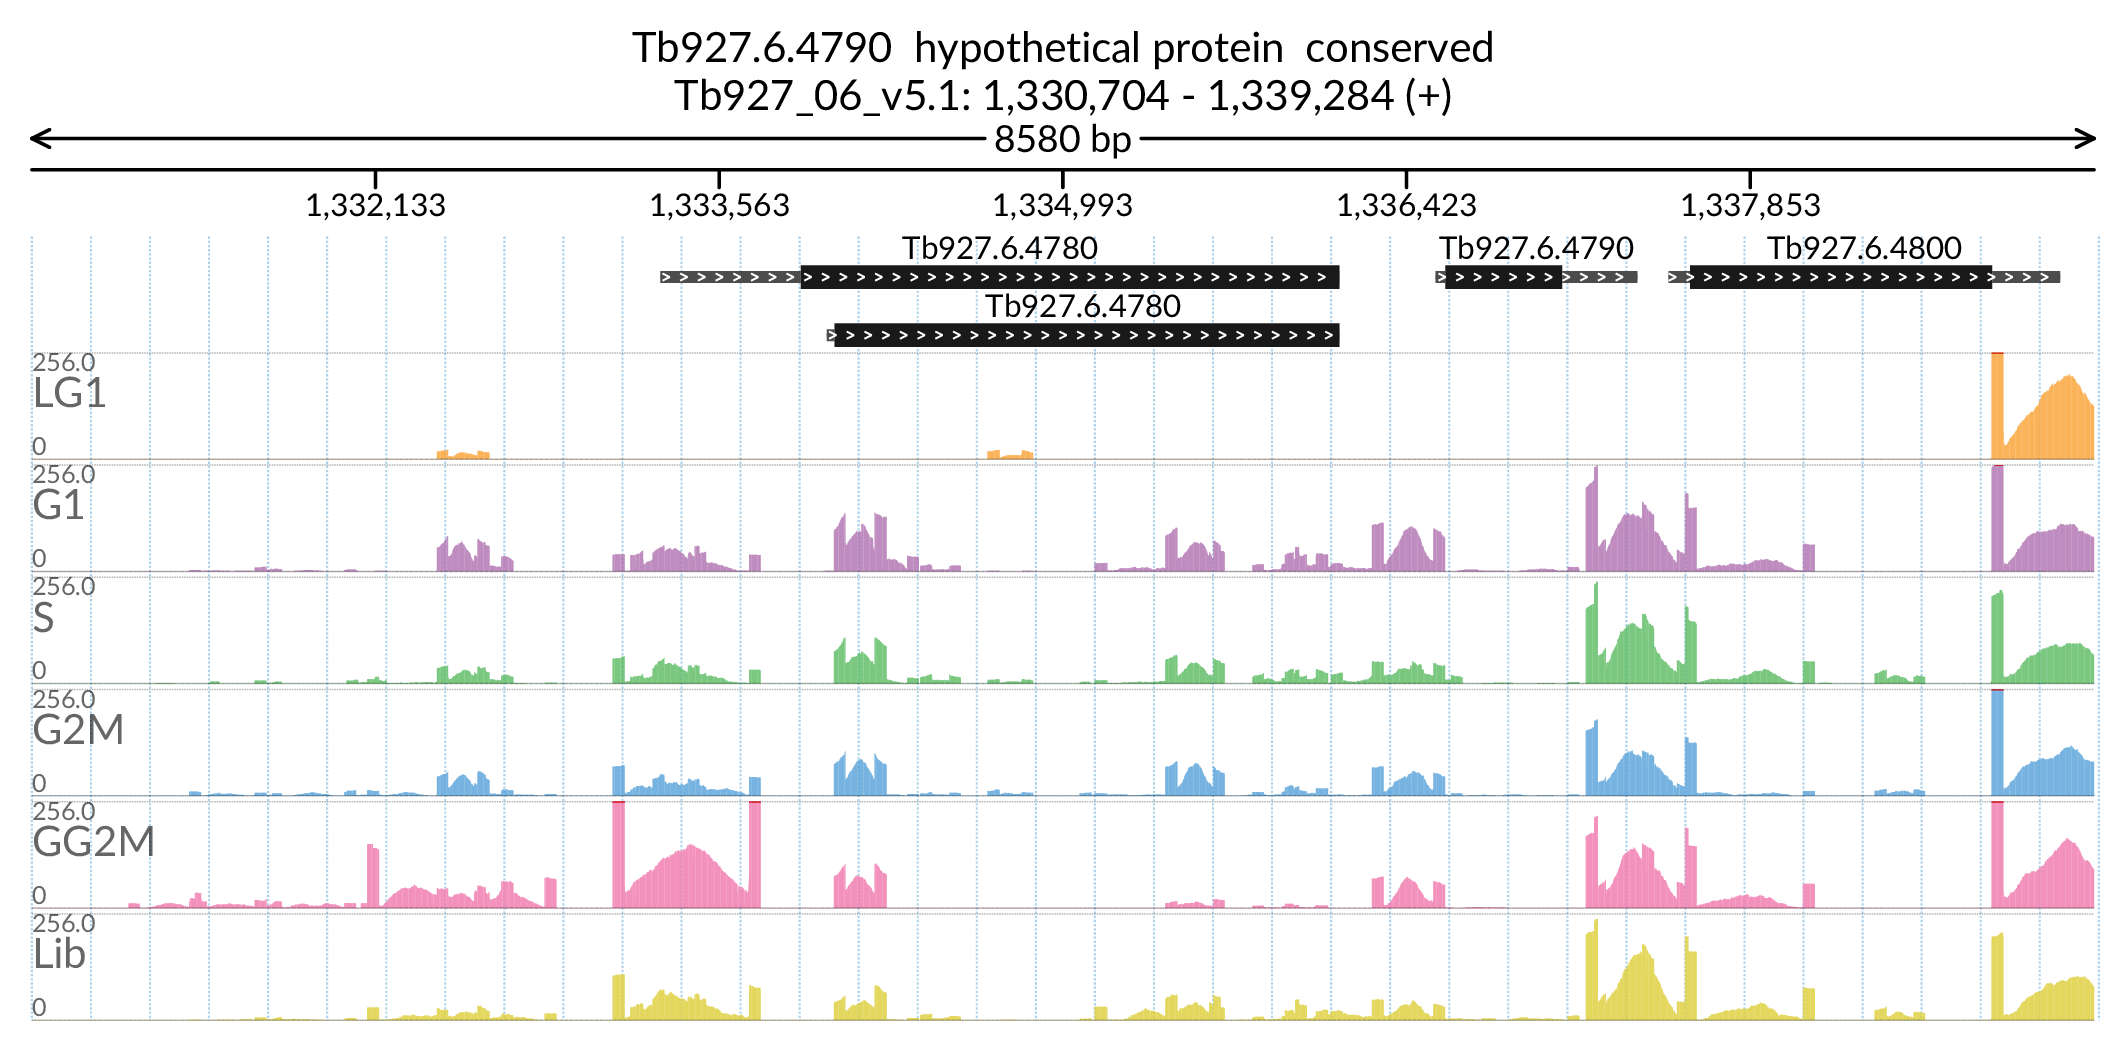 Tb927.6.4790  hypothetical protein  conserved
Tb927_06_v5.1: 1,330,704 - 1,339,284 (+)
8580 bp
1,332,133 1,333,563 1,334,993 1,336,423 1,337,853
Tb927.6.4780 Tb927.6.4790 Tb927.6.4800
Tb927.6.4780
256.0
LG1
0
256.0
G1
0
256.0
S
0
256.0
G2M
0
256.0
GG2M
0
256.0
Lib
0